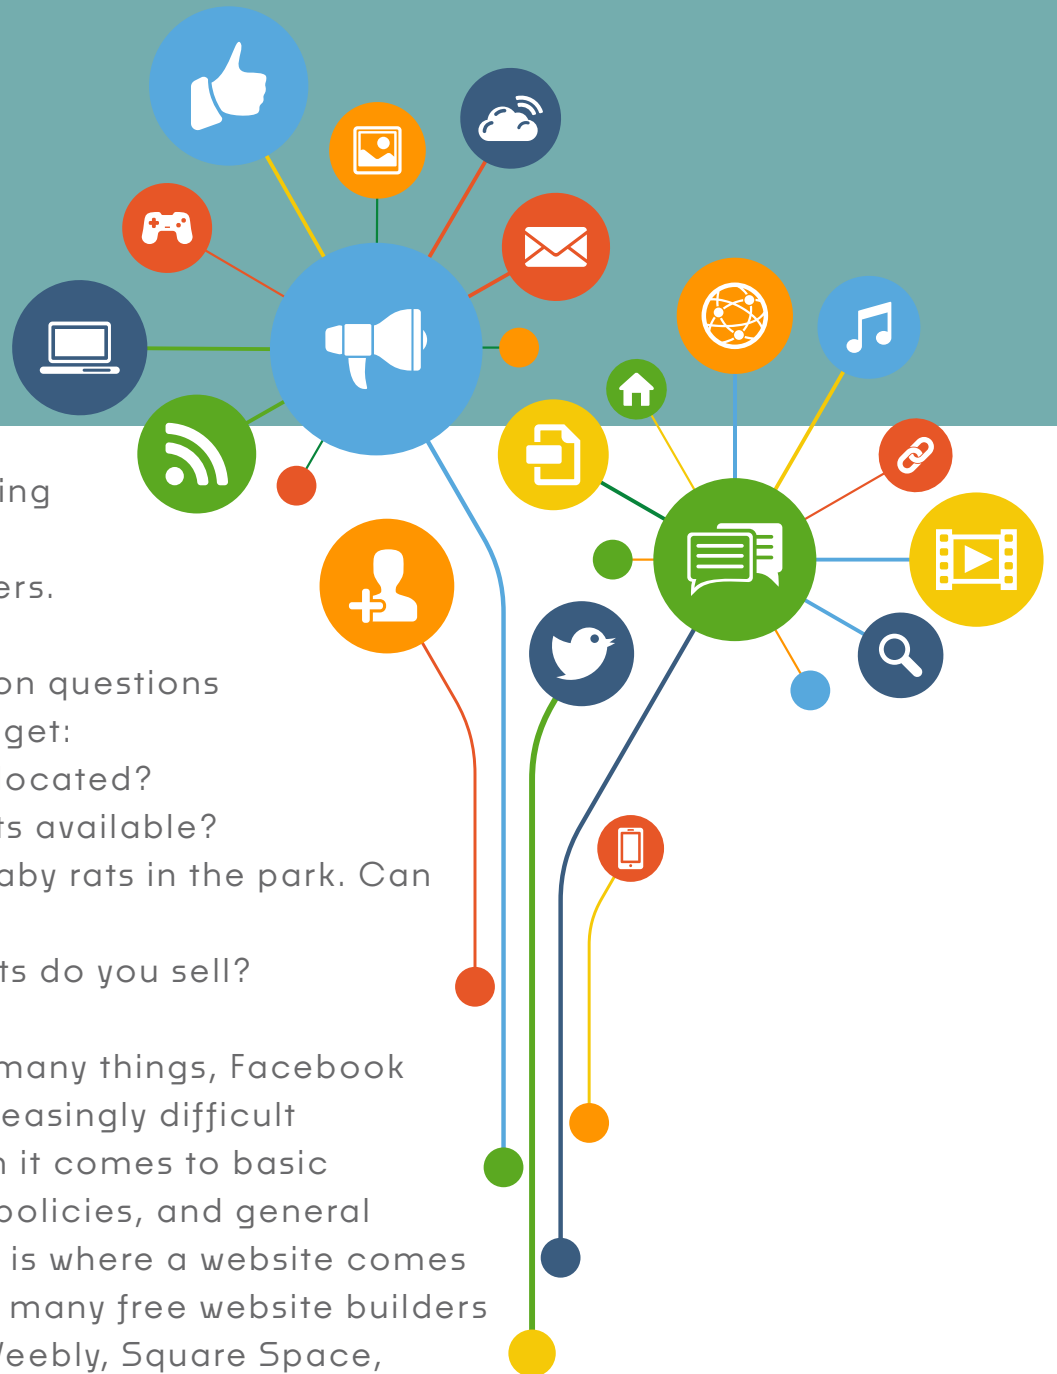 ing
ers.
on questions
get:
located?
ts available?
aby rats in the park. Can
ts do you sell?
many things, Facebook
easingly difficult
n it comes to basic
policies, and general
is where a website comes
many free website builders
Weebly, Square Space,